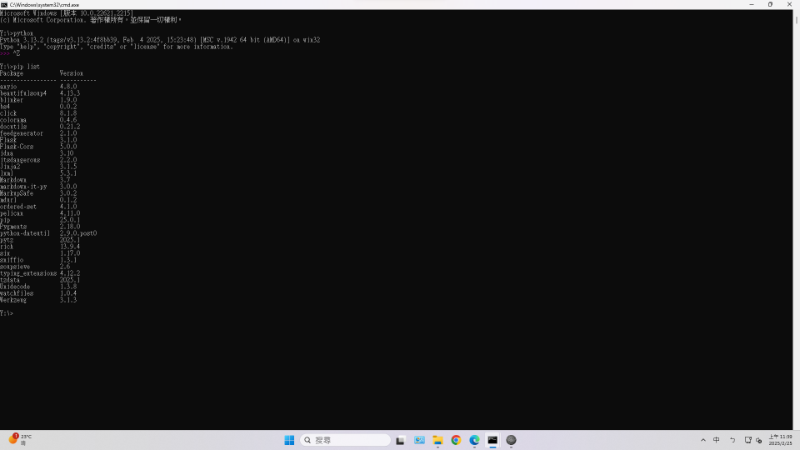 C:\Windows\system32\cmd.exe
Microsoft Windows [版本 10.0.22621.3215]
(c) Microsoft Corporation. 著作權所有，並保留一切權利。
Y:\>python
Python 3.13.2 (tags/v3.13.2:4f8bb39, Feb  4 2025, 15:23:48) [MSC v.1942 64 bit (AMD64)] on win32
Type "help", "copyright", "credits" or "license" for more information.
>>> ^Z
Y:\>pip list
Package Version
----------------- -----------
anyio 4.8.0
beautifulsoup4 4.13.3
blinker 1.9.0
bs4 0.0.2
click 8.1.8
colorama 0.4.6
docutils 0.21.2
feedgenerator 2.1.0
Flask 3.1.0
Flask-Cors 5.0.0
idna 3.10
itsdangerous 2.2.0
Jinja2 3.1.5
lxml 5.3.1
Markdown 3.7
markdown-it-py 3.0.0
MarkupSafe 3.0.2
mdurl 0.1.2
ordered-set 4.1.0
pelican 4.11.0
pip 25.0.1
Pygments 2.18.0
python-dateutil 2.9.0.post0
pytz 2025.1
rich 13.9.4
six 1.17.0
sniffio 1.3.1
soupsieve 2.6
typing_extensions 4.12.2
tzdata 2025.1
Unidecode 1.3.8
watchfiles 1.0.4
Werkzeug 3.1.3
Y:\>
搜尋
中
上午 11:00
2025/2/25